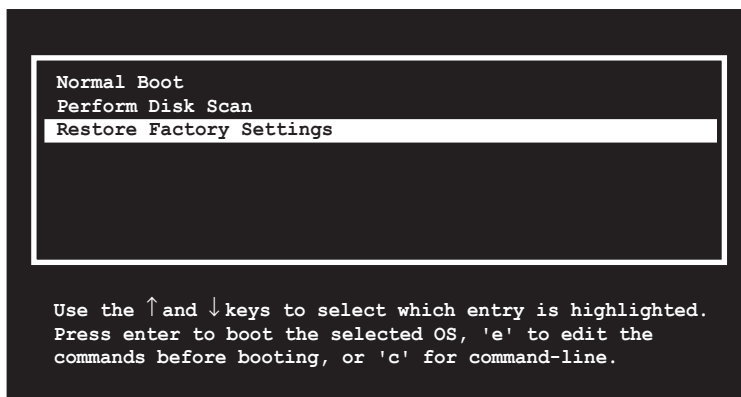 Normal Boot
Perform Disk Scan
Restore Factory Settings
Use the ↑ and ↓ keys to select which entry is highlighted.
Press enter to boot the selected OS, 'e' to edit the
commands before booting, or 'c' for command-line.